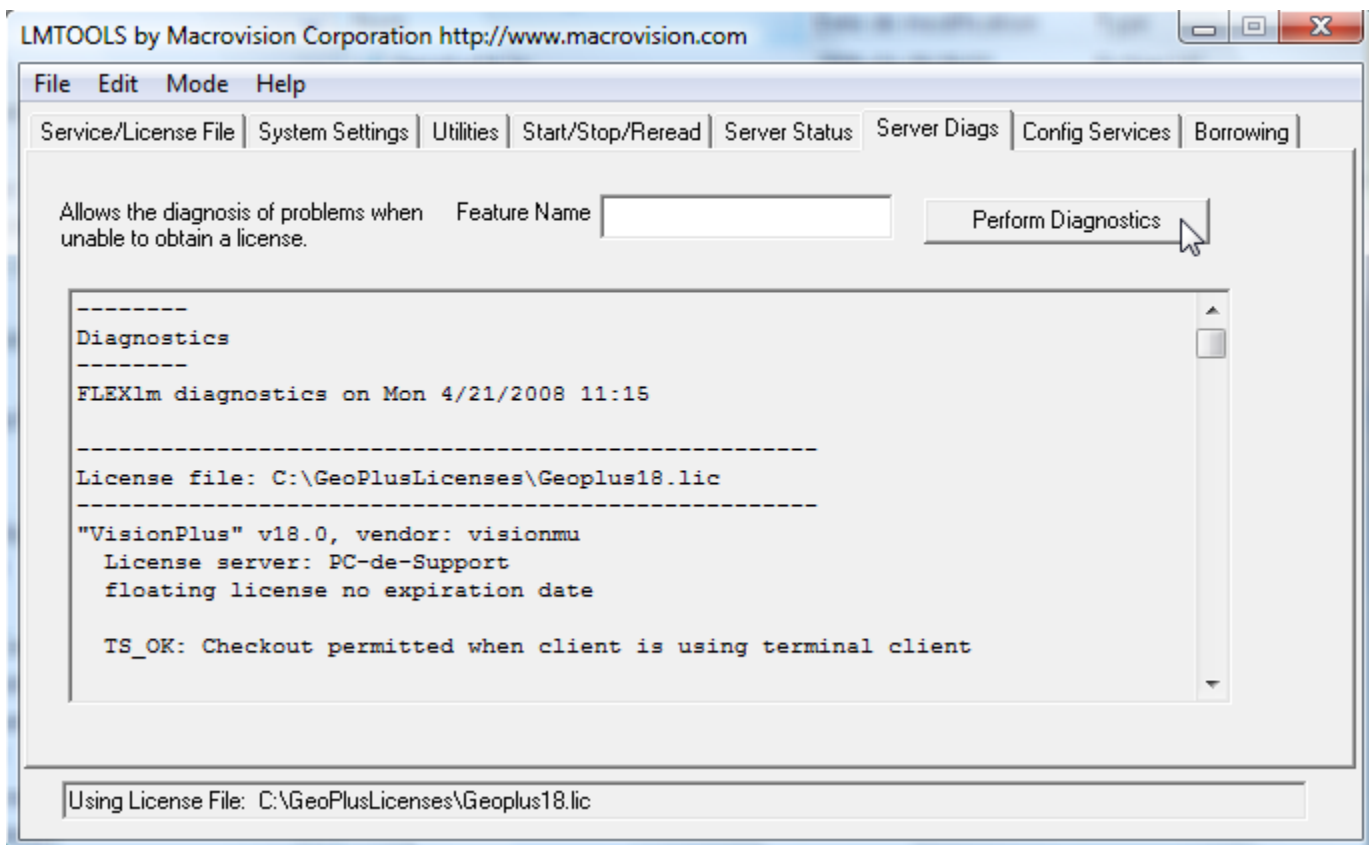 LMTOOLS by Macrovision Corporation http://www.macrovision.com
File Edit Mode Help
Service/License File System Settings Utilities Start/Stop/Reread Server Status Server Diags Config Services Borrowing
Allows the diagnosis of problems when
unable to obtain a license.
Feature Name
Perform Diagnostics
--------
Diagnostics
--------
FLEXlm diagnostics on Mon 4/21/2008 11:15
-----------------------------------------------------
License file: C:\GeoPlusLicenses\Geoplus18.lic
-----------------------------------------------------
"VisionPlus" v18.0, vendor: visionmu
License server: PC-de-Support
floating license no expiration date
TS_OK: Checkout permitted when client is using terminal client
Using License File: C:\GeoPlusLicenses\Geoplus18.lic